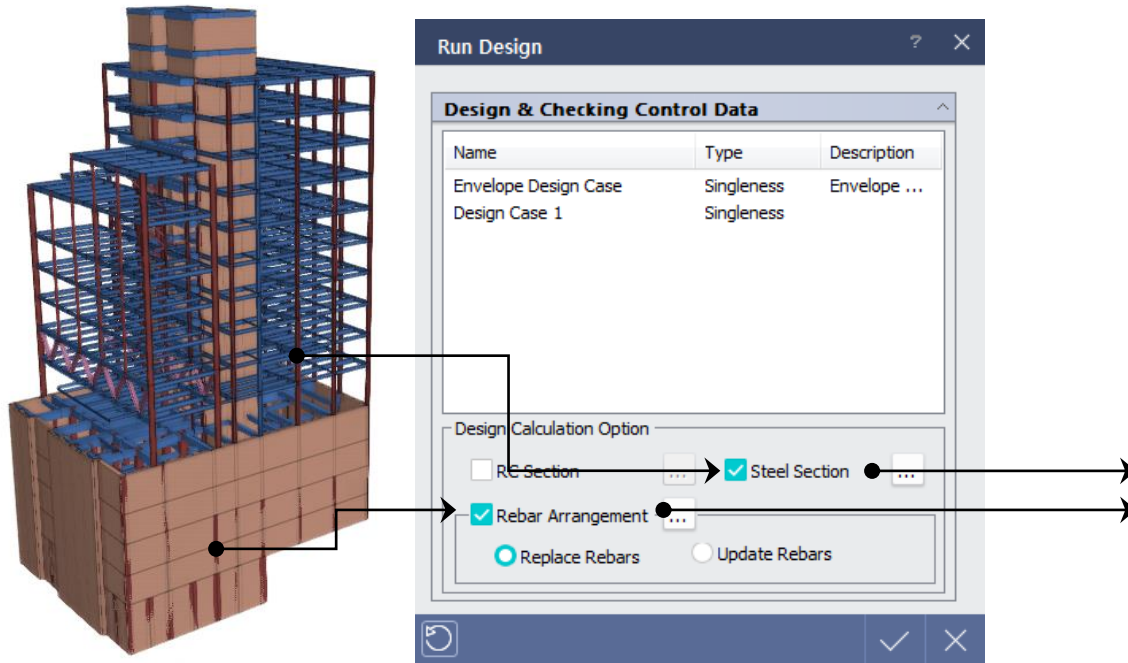 Run Design ?
Design & Checking Control Data
Name Type Description
Envelope Design Case Singleness Envelope ...
Design Case 1 Singleness
Design Calculation Option
RC Section ... Steel Section ...
Rebar Arrangement ...
Replace Rebars Update Rebars